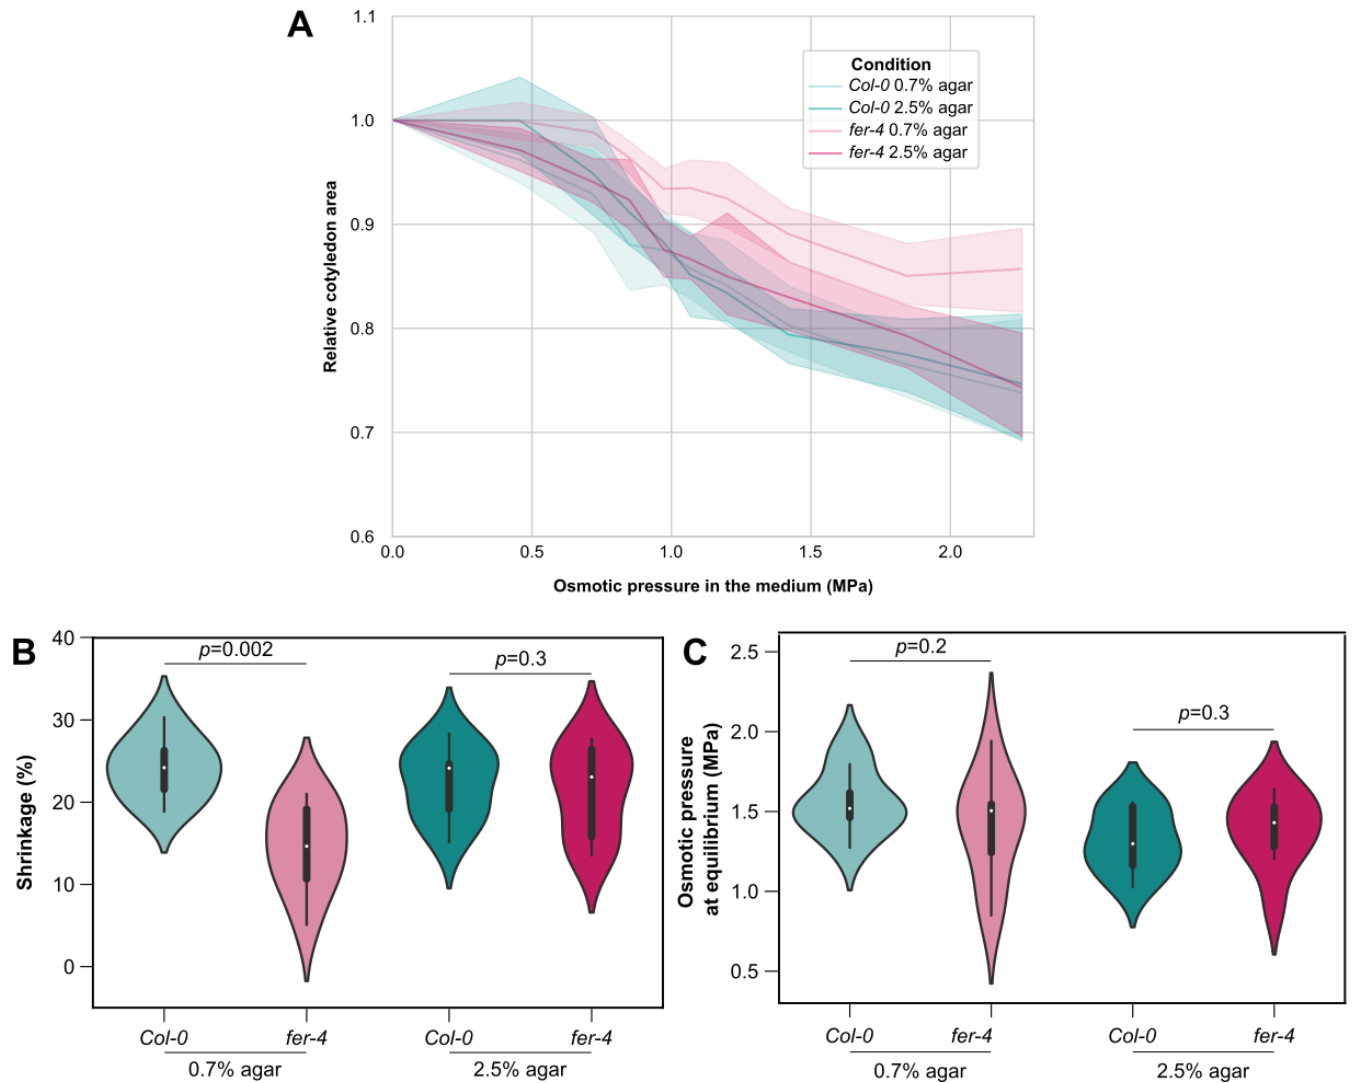 A
1.1
1.0
0.9
0.8
0.7
0.6
Relative cotyledon area
Condition
Col-0 0.7% agar
Col-0 2.5% agar
fer-4 0.7% agar
fer-4 2.5% agar
0.0 0.5 1.0 1.5 2.0
Osmotic pressure in the medium (MPa)
B
40
30
20
10
0
Shrinkage (%)
p=0.002
p=0.3
Col-0 fer-4 Col-0 fer-4
0.7% agar 2.5% agar
C
2.5
2.0
1.5
1.0
0.5
Osmotic pressure
at equilibrium (MPa)
p=0.2
p=0.3
Col-0 fer-4 Col-0 fer-4
0.7% agar 2.5% agar